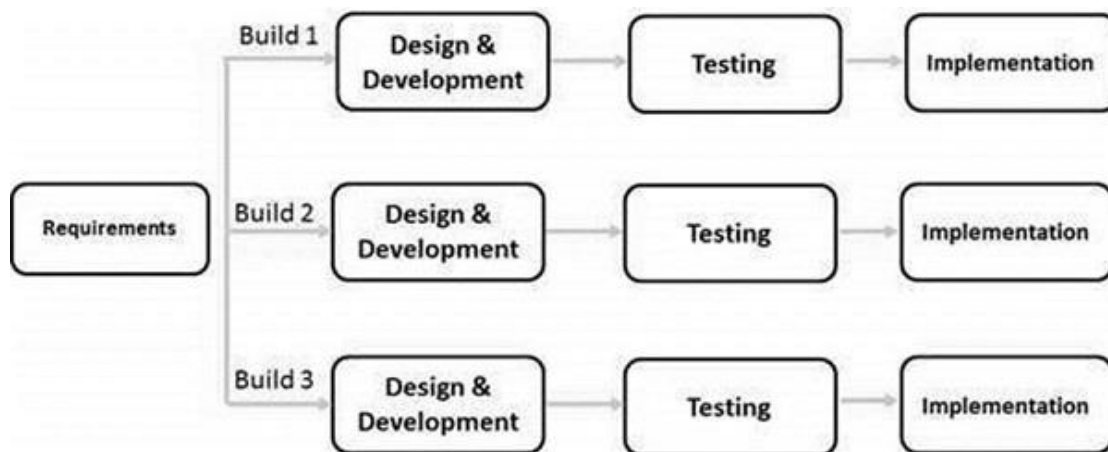 Build 1
Design &
Development
Testing
Implementation
Requirements
Build 2
Design &
Development
Testing
Implementation
Build 3
Design &
Development
Testing
Implementation